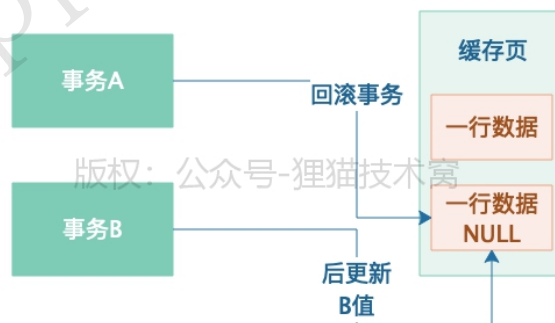 事务A
回滚事务
缓存页
一行数据
版权：公众号-狸猫技术窝
一行数据
NULL
事务B
后更新
B值